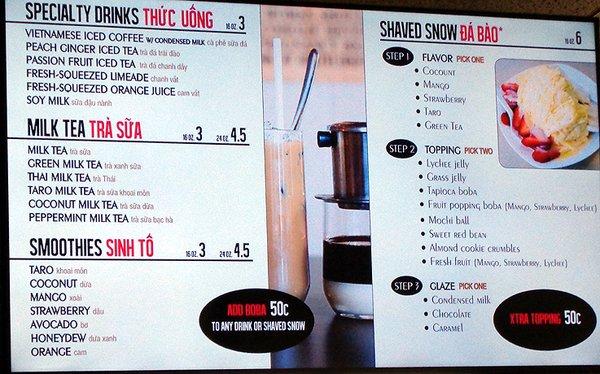 SPECIALTY DRINKS THỨC UÔNG 16 OZ. 3
VIETNAMESE ICED COFFEE W/ CONDENSED MILK cà phê sữa đá
PEACH GINGER ICED TEA trà đá trái đào
PASSION FRUIT ICED TEA trà đá chanh dây
FRESH-SQUEEZED LIMEADE chanh vắt
FRESH-SQUEEZED ORANGE JUICE cam vắt
SOY MILK sữa đậu nành
MILK TEA TRÀ SỮA 16 OZ. 3 24 OZ. 4.5
MILK TEA trà sữa
GREEN MILK TEA trà xanh sữa
THAI MILK TEA trà Thái
TARO MILK TEA trà sữa khoai môn
COCONUT MILK TEA trà sữa dừa
PEPPERMINT MILK TEA trà sữa bạc hà
SMOOTHIES SINH TÔ 16 OZ. 3 24 OZ. 4.5
TARO khoai môn
COCONUT dừa
MANGO xoài
STRAWBERRY dâu
AVOCADO bơ
HONEYDEW dưa xanh
ORANGE cam
ADD BOBA 50¢
TO ANY DRINK OR SHAVED SNOW
SHAVED SNOW ĐÁ BÀO* 16 OZ. 6
STEP 1 FLAVOR PICK ONE
• Cocount
• Mango
• Strawberry
• Taro
• Green Tea
STEP 2 TOPPING PICK TWO
• Lychee jelly
• Grass jelly
• Tapioca boba
• Fruit popping boba (Mango, Strawberry, Lychee)
• Mochi ball
• Sweet red bean
• Almond cookie crumbles
• Fresh fruit (Mango, Strawberry, Lychee)
STEP 3 GLAZE PICK ONE
• Condensed milk
• Chocolate
• Caramel
XTRA TOPPING 50¢